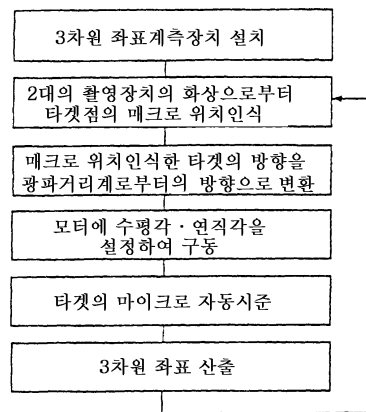 3차원 좌표계측장치 설치
2대의 촬영장치의 화상으로부터
타겟점의 매크로 위치인식
매크로 위치인식한 타겟의 방향을
광파거리계로부터의 방향으로 변환
모터에 수평각 · 연직각을
설정하여 구동
타겟의 마이크로 자동시준
3차원 좌표 산출